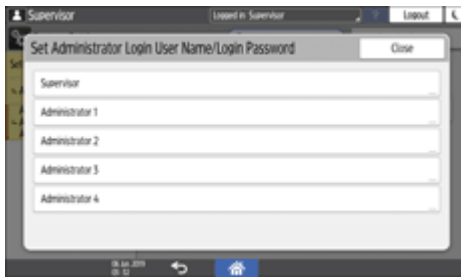 Supervisor
Logged in: Supervisor
?
Logout
Set Administrator Login User Name/Login Password
Close
Supervisor
Administrator 1
Administrator 2
Administrator 3
Administrator 4